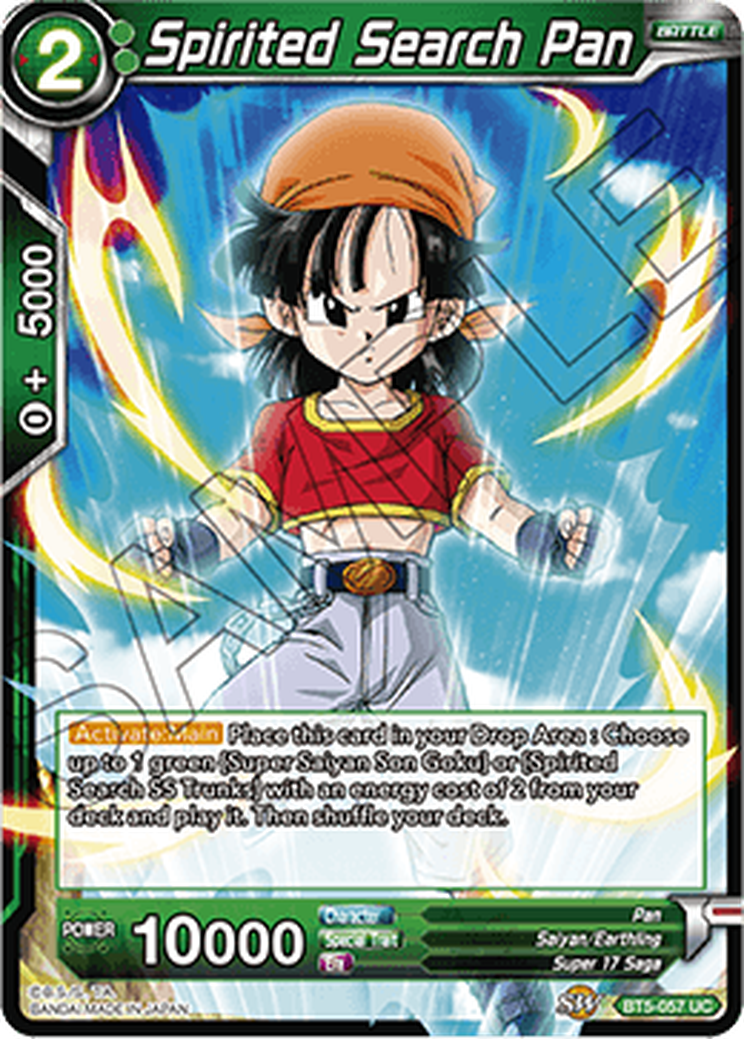 2
Spirited Search Pan
BATTLE
0 + 5000
SAMPLE
Activate:Main Place this card in your Drop Area : Choose
up to 1 green {Super Saiyan Son Goku} or {Spirited
Search SS Trunks} with an energy cost of 2 from your
deck and play it. Then shuffle your deck.
POWER
10000
Character Pan
Special Trait Saiyan/Earthling
Era Super 17 Saga
©B.S./S., T.A.
BANDAI MADE IN JAPAN
SW BT5-057 UC